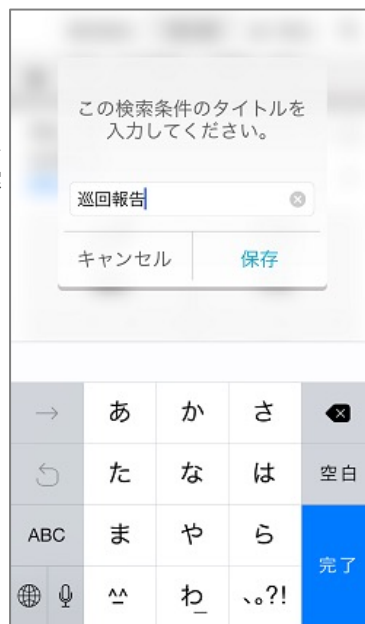 この検索条件のタイトルを
入力してください。
巡回報告
キャンセル
保存
→ あ か さ
た な は 空白
ABC ま や ら
完了
^^ わ_ 、。?!